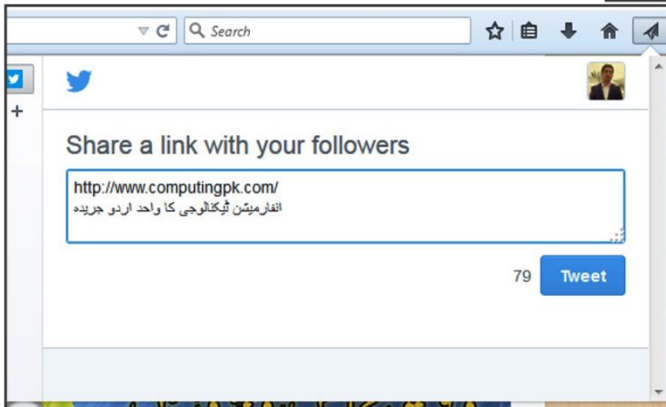 Search
+
Share a link with your followers
http://www.computingpk.com/
انفارمیشن ٹیکنالوجی کا واحد اردو جریدہ
79 Tweet